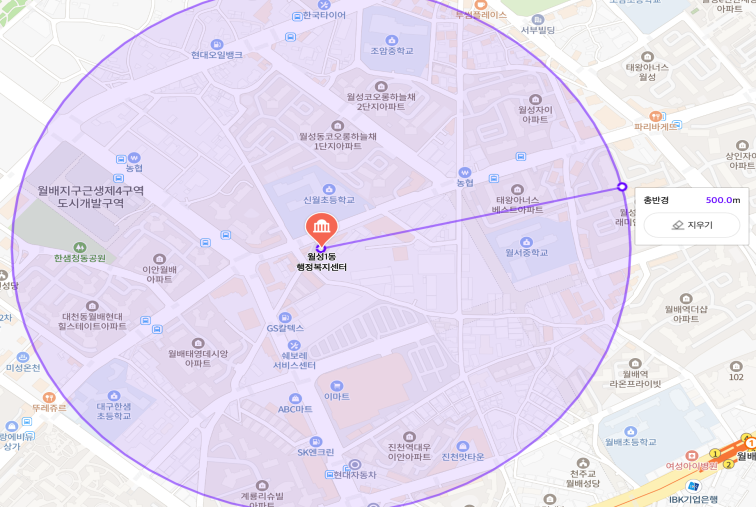 한국타이어
투썸플레이스
서부빌딩
현대오일뱅크
조암중학교
태왕아너스
월성
월성코오롱하늘채
2단지아파트
월성자이
아파트
파리바게뜨
월성동코오롱하늘채
1단지아파트
상인자이
아파트
농협
농협
월배지구근생제4구역
도시개발구역
신월초등학교
태왕아너스
베스트아파트
총반경 500.0m
지우기
월성1동
행정복지센터
월서중학교
한샘청동공원
이안월배
아파트
대천동월배현대
힐스테이트아파트
월배역더샵
아파트
GS칼텍스
월배태영데시앙
아파트
쉐보레
서비스센터
미성온천
월배역
라온프라이빗
102
이마트
뚜레쥬르
대구한샘
초등학교
ABC마트
상가
SK엔크린
진천역대우
이안아파트
진천맛타운
월배초등학교
여성아이병원
현대자동차
천주교
월배성당
계룡리슈빌
아파트
IBK기업은행
1
2
1